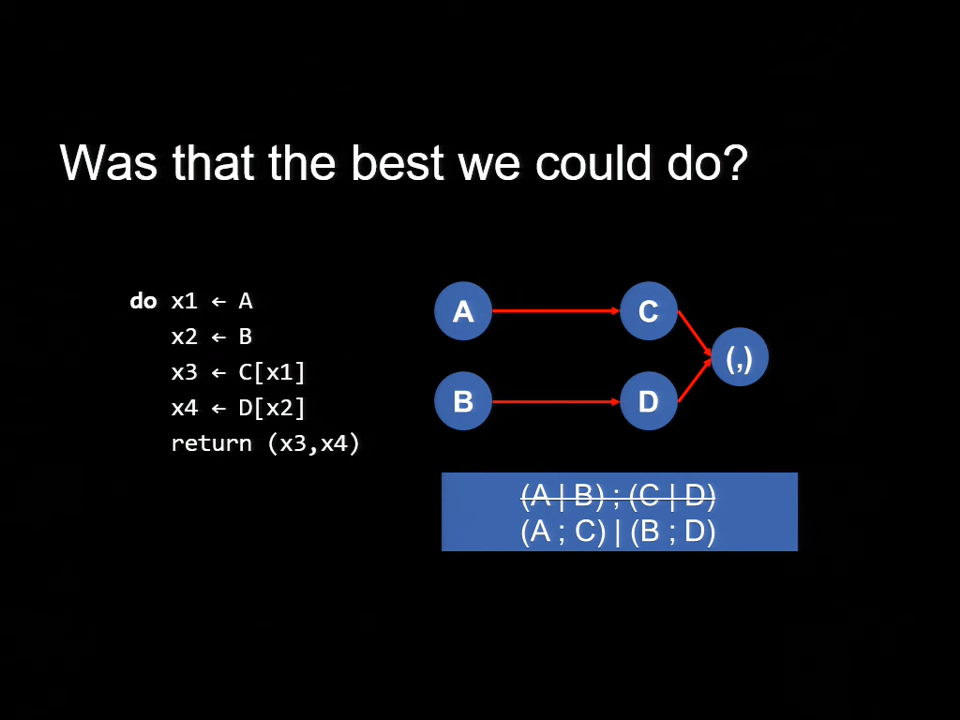 Was that the best we could do?
do x1 ← A
x2 ← B
x3 ← C[x1]
x4 ← D[x2]
return (x3,x4)
A
C
(,)
B
D
(A | B) ; (C | D)
(A ; C) | (B ; D)